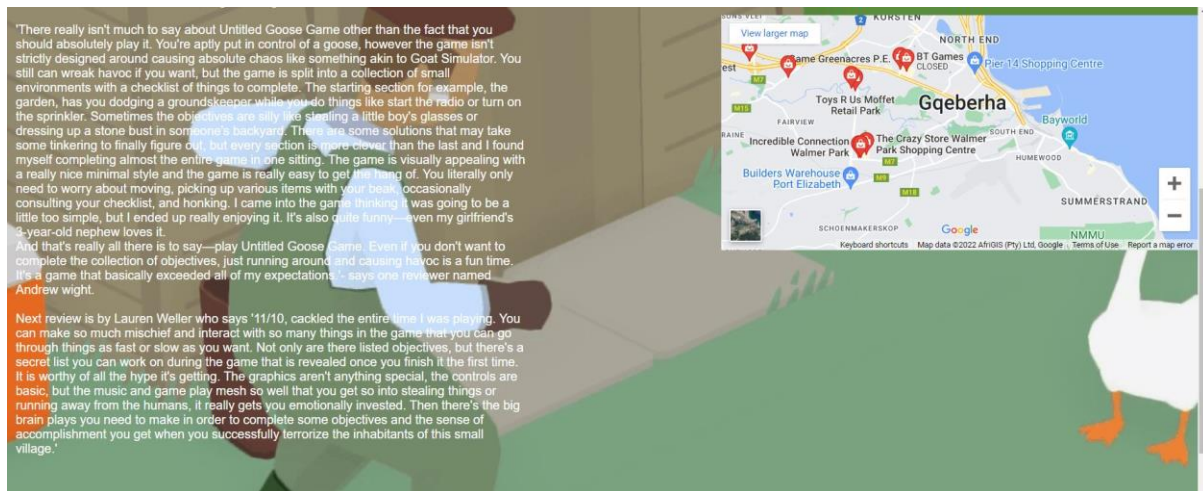 'There really isn't much to say about Untitled Goose Game other than the fact that you
should absolutely play it. You're aptly put in control of a goose, however the game isn't
strictly designed around causing absolute chaos like something akin to Goat Simulator. You
still can wreak havoc if you want, but the game is split into a collection of small
environments with a checklist of things to complete. The starting section for example, the
garden, has you dodging a groundskeeper while you do things like start the radio or turn on
the sprinkler. Sometimes the objectives are silly like stealing a little boy's glasses or
dressing up a stone bust in someone's backyard. There are some solutions that may take
some tinkering to finally figure out, but every section is more clever than the last and I found
myself completing almost the entire game in one sitting. The game is visually appealing with
a really nice minimal style and the game is really easy to get the hang of. You literally only
need to worry about moving, picking up various items with your beak, occasionally
consulting your checklist, and honking. I came into the game thinking it was going to be a
little too simple, but I ended up really enjoying it. It's also quite funny—even my girlfriend's
3-year-old nephew loves it.
And that's really all there is to say—play Untitled Goose Game. Even if you don't want to
complete the collection of objectives, just running around and causing havoc is a fun time.
It's a game that basically exceeded all of my expectations.'- says one reviewer named
Andrew wight.
Next review is by Lauren Weller who says '11/10, cackled the entire time I was playing. You
can make so much mischief and interact with so many things in the game that you can go
through things as fast or slow as you want. Not only are there listed objectives, but there's a
secret list you can work on during the game that is revealed once you finish it the first time.
It is worthy of all the hype it's getting. The graphics aren't anything special, the controls are
basic, but the music and game play mesh so well that you get so into stealing things or
running away from the humans, it really gets you emotionally invested. Then there's the big
brain plays you need to make in order to complete some objectives and the sense of
accomplishment you get when you successfully terrorize the inhabitants of this small
village.'
View larger map
2
KORSTEN
NORTH END
est
Game Greenacres P.E.
BT Games
CLOSED
Pier 14 Shopping Centre
M7
M15
Toys R Us Moffet
Retail Park
Gqeberha
FAIRVIEW
Bayworld
RAINE
Incredible Connection
Walmer Park
The Crazy Store Walmer
Park Shopping Centre
SOUTH END
HUMEWOOD
M7
Builders Warehouse
Port Elizabeth
M9
M18
SUMMERSTRAND
+
−
SCHOENMAKERSKOP
Google
NMMU
Keyboard shortcuts
Map data ©2022 AfriGIS (Pty) Ltd, Google
Terms of Use
Report a map error